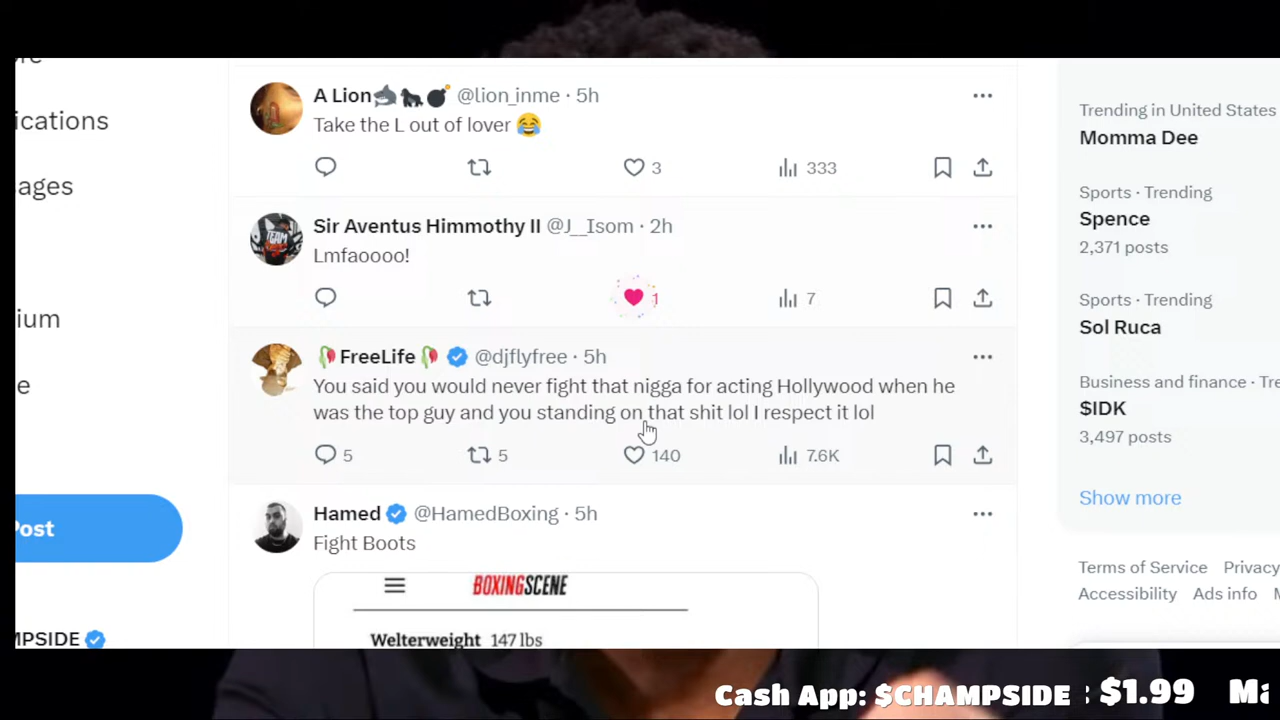 ications
ages
ium
e
Post
MPSIDE
A Lion @lion_inme · 5h
Take the L out of lover 😂
3 333
Sir Aventus Himmothy II @J__Isom · 2h
Lmfaoooo!
1 7
FreeLife @djflyfree · 5h
You said you would never fight that nigga for acting Hollywood when he
was the top guy and you standing on that shit lol I respect it lol
5 5 140 7.6K
Hamed @HamedBoxing · 5h
Fight Boots
BOXINGSCENE
Welterweight 147 lbs
TEAM
Trending in United States
Momma Dee
Sports · Trending
Spence
2,371 posts
Sports · Trending
Sol Ruca
Business and finance · Tre
$IDK
3,497 posts
Show more
Terms of Service Privacy
Accessibility Ads info
Cash App: $CHAMPSIDE : $1.99 Ma